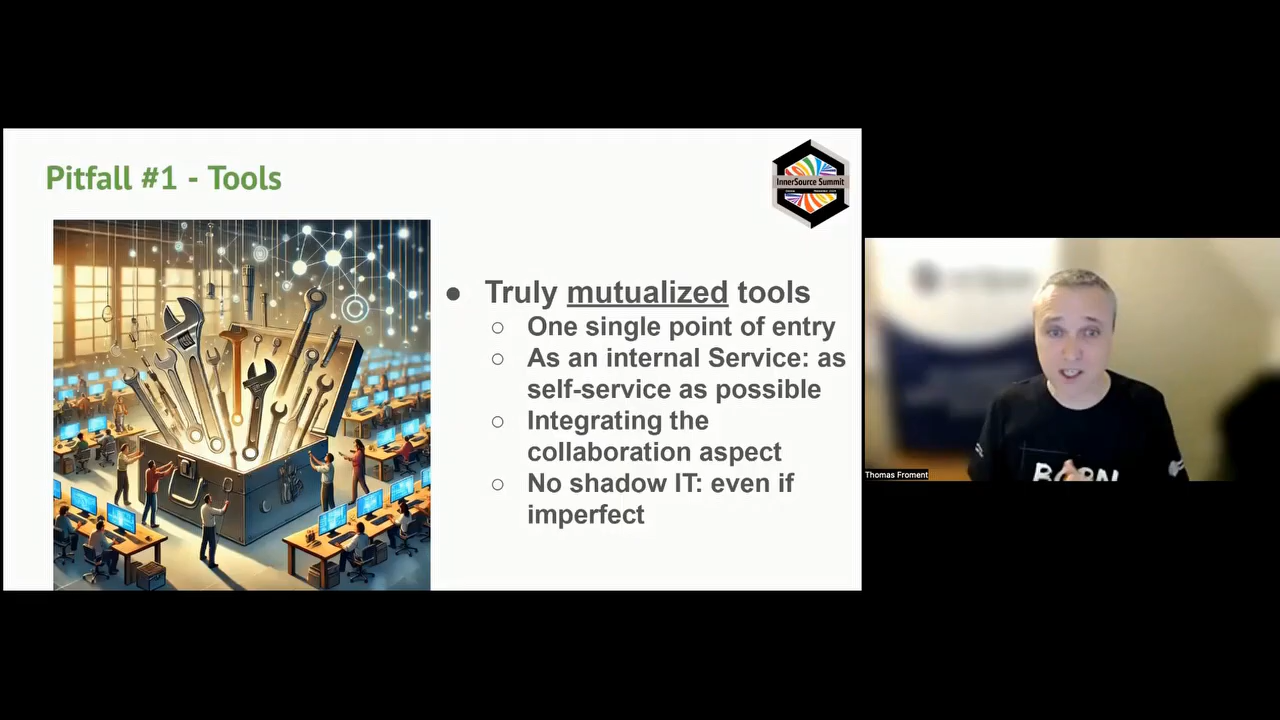 Pitfall #1 - Tools
InnerSource Summit
● Truly mutualized tools
○ One single point of entry
○ As an internal Service: as
self-service as possible
○ Integrating the
collaboration aspect
○ No shadow IT: even if
imperfect
Thomas Froment
BORN